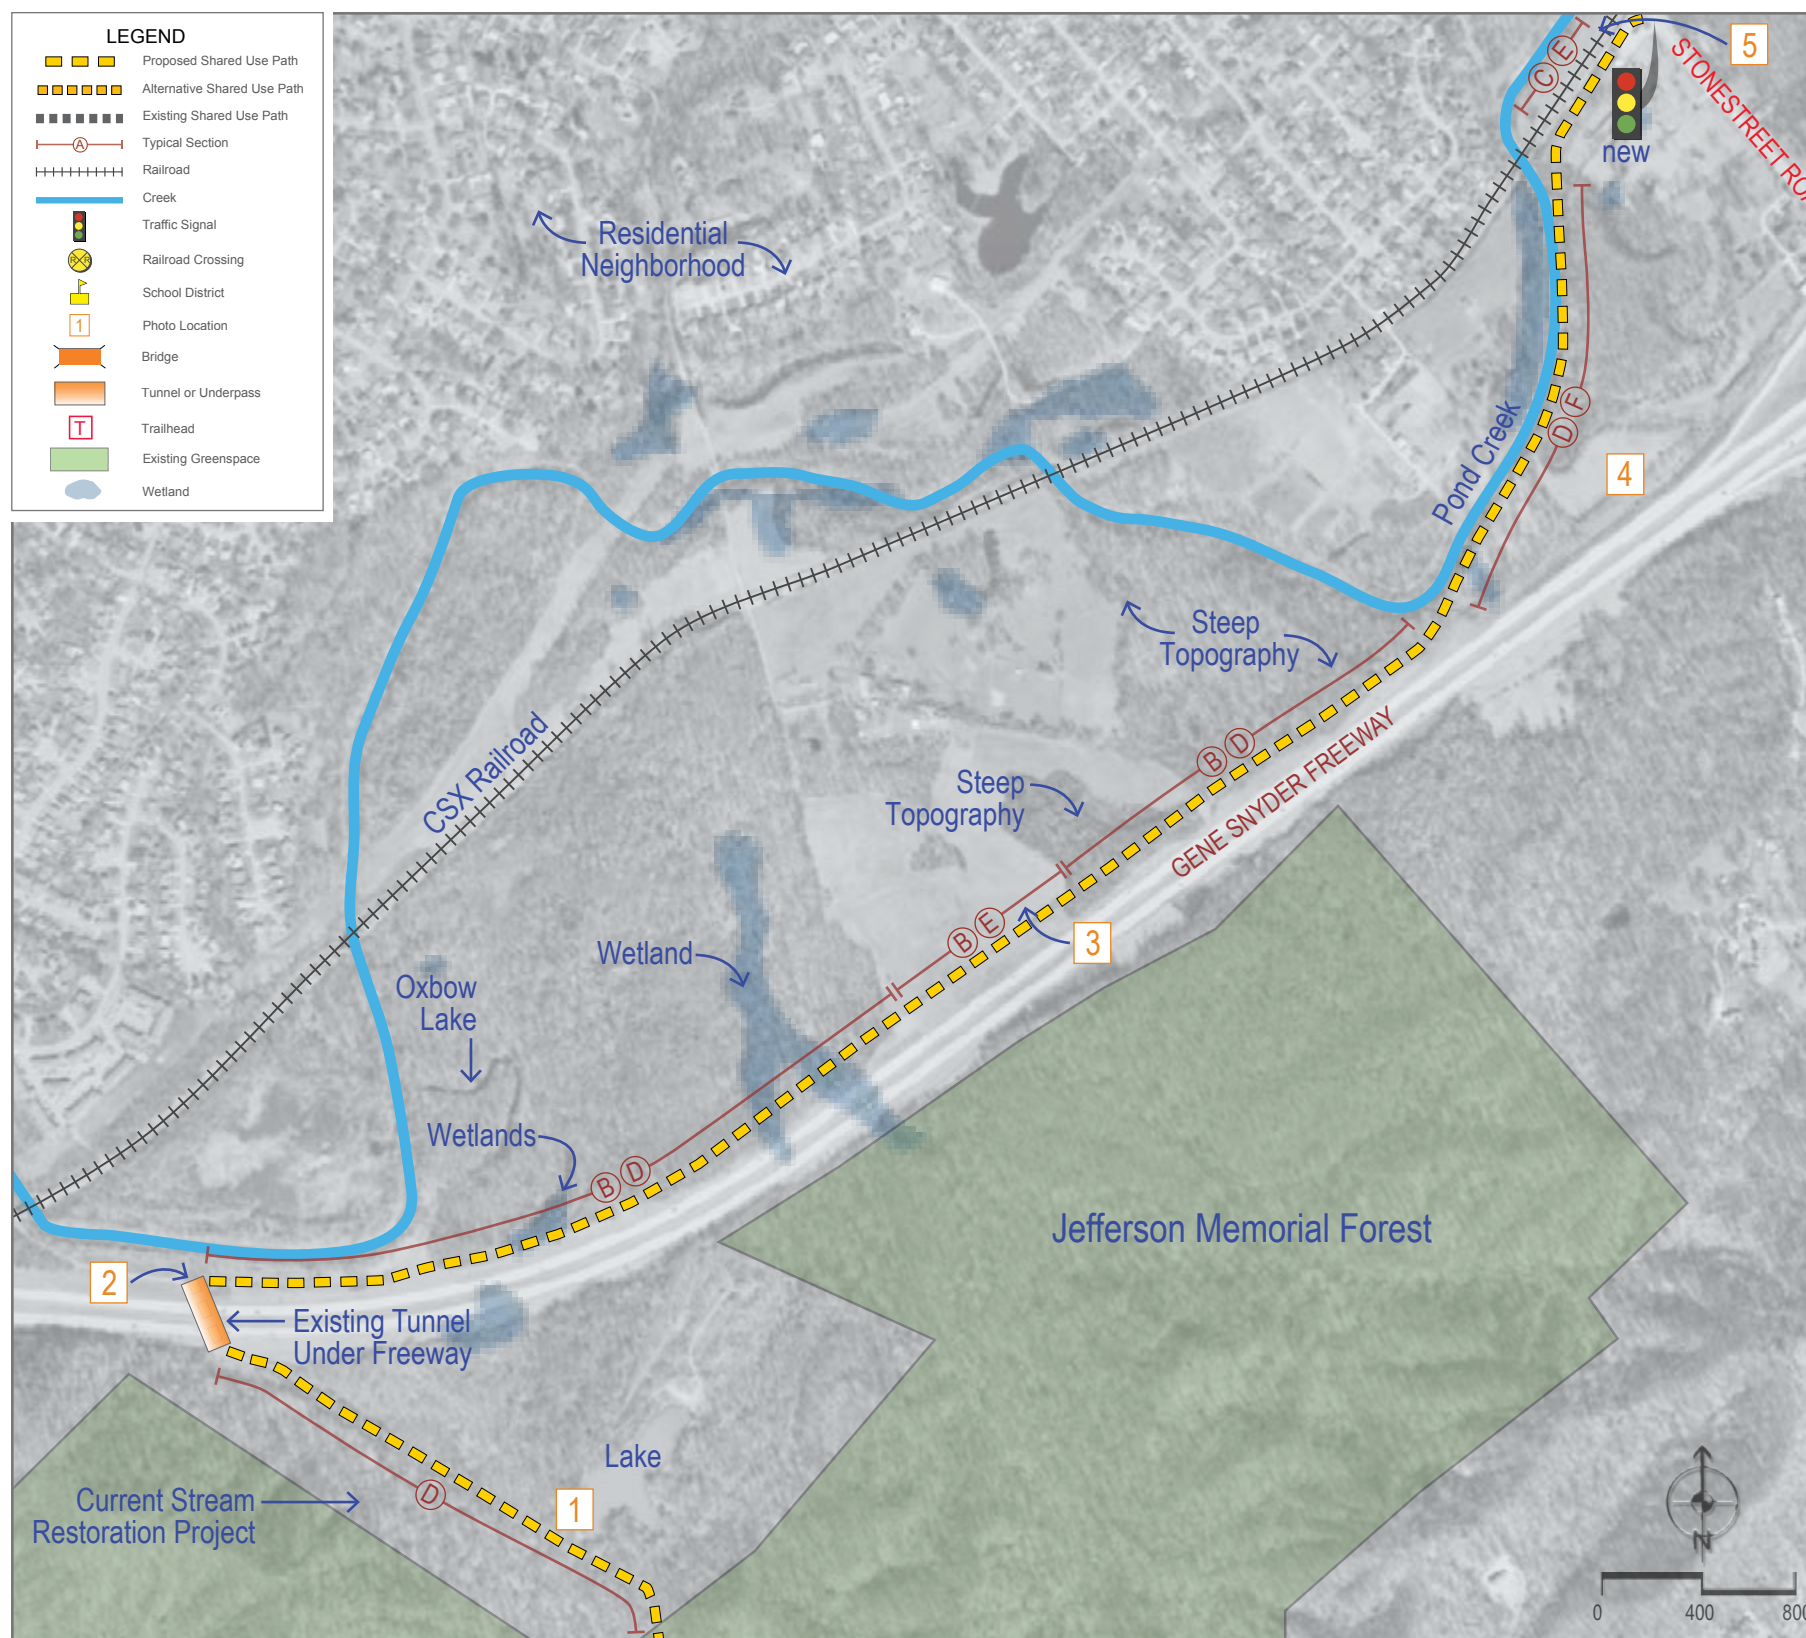 LEGEND
Proposed Shared Use Path
Alternative Shared Use Path
Existing Shared Use Path
A
Typical Section
Railroad
Creek
Traffic Signal
R R
Railroad Crossing
School District
1
Photo Location
Bridge
Tunnel or Underpass
T
Trailhead
Existing Greenspace
Wetland
5
E
C
STONESTREET RO
new
Residential
Neighborhood
F
D
Pond Creek
4
Steep
Topography
CSX Railroad
B D
GENE SNYDER FREEWAY
Steep
Topography
B E
3
Wetland
Oxbow
Lake
Wetlands
B D
Jefferson Memorial Forest
2
Existing Tunnel
Under Freeway
Lake
D
1
Current Stream
Restoration Project
N
0 400 800